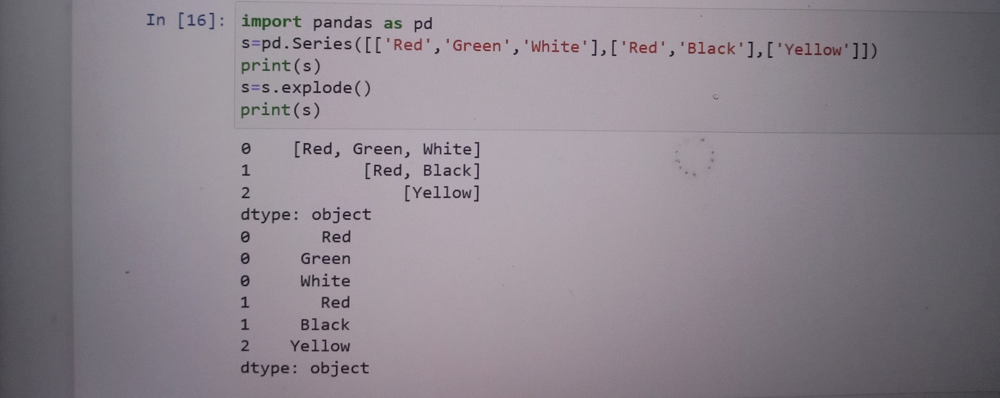 In [16]: import pandas as pd
s=pd.Series([['Red','Green','White'],['Red','Black'],['Yellow']])
print(s)
s=s.explode()
print(s)
0    [Red, Green, White]
1           [Red, Black]
2               [Yellow]
dtype: object
0       Red
0     Green
0     White
1       Red
1     Black
2    Yellow
dtype: object